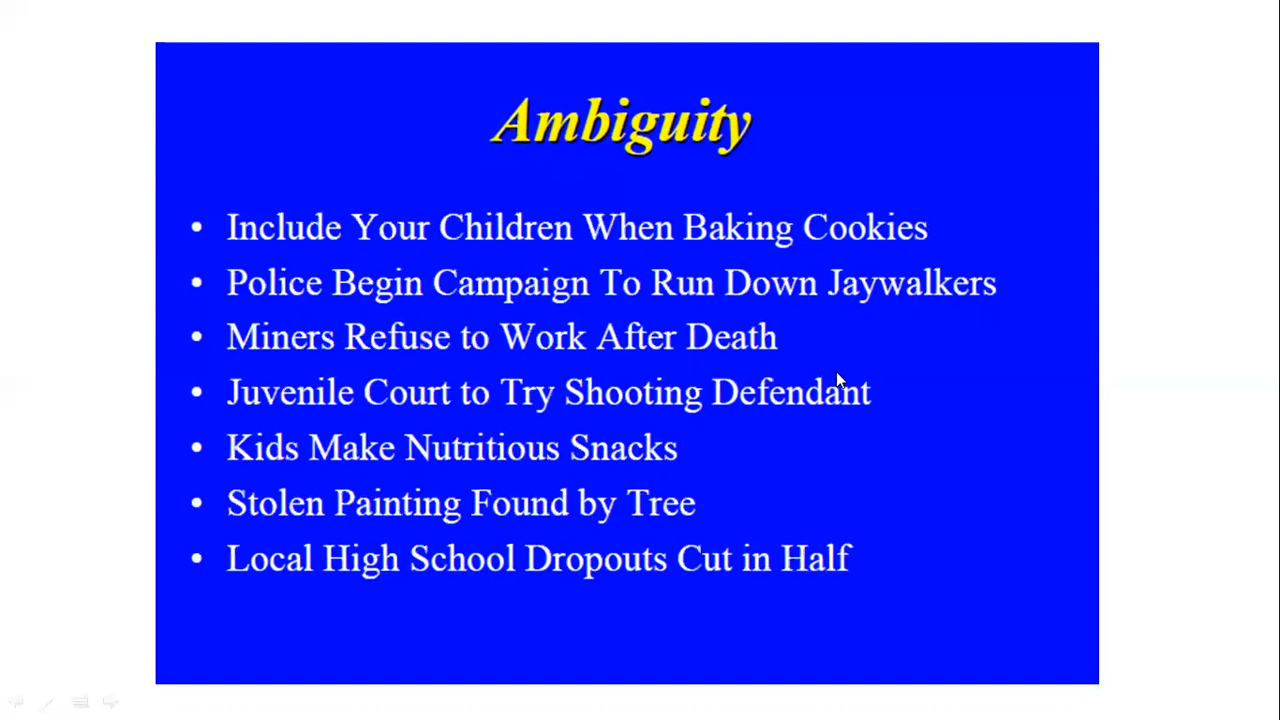 Ambiguity
• Include Your Children When Baking Cookies
• Police Begin Campaign To Run Down Jaywalkers
• Miners Refuse to Work After Death
• Juvenile Court to Try Shooting Defendant
• Kids Make Nutritious Snacks
• Stolen Painting Found by Tree
• Local High School Dropouts Cut in Half